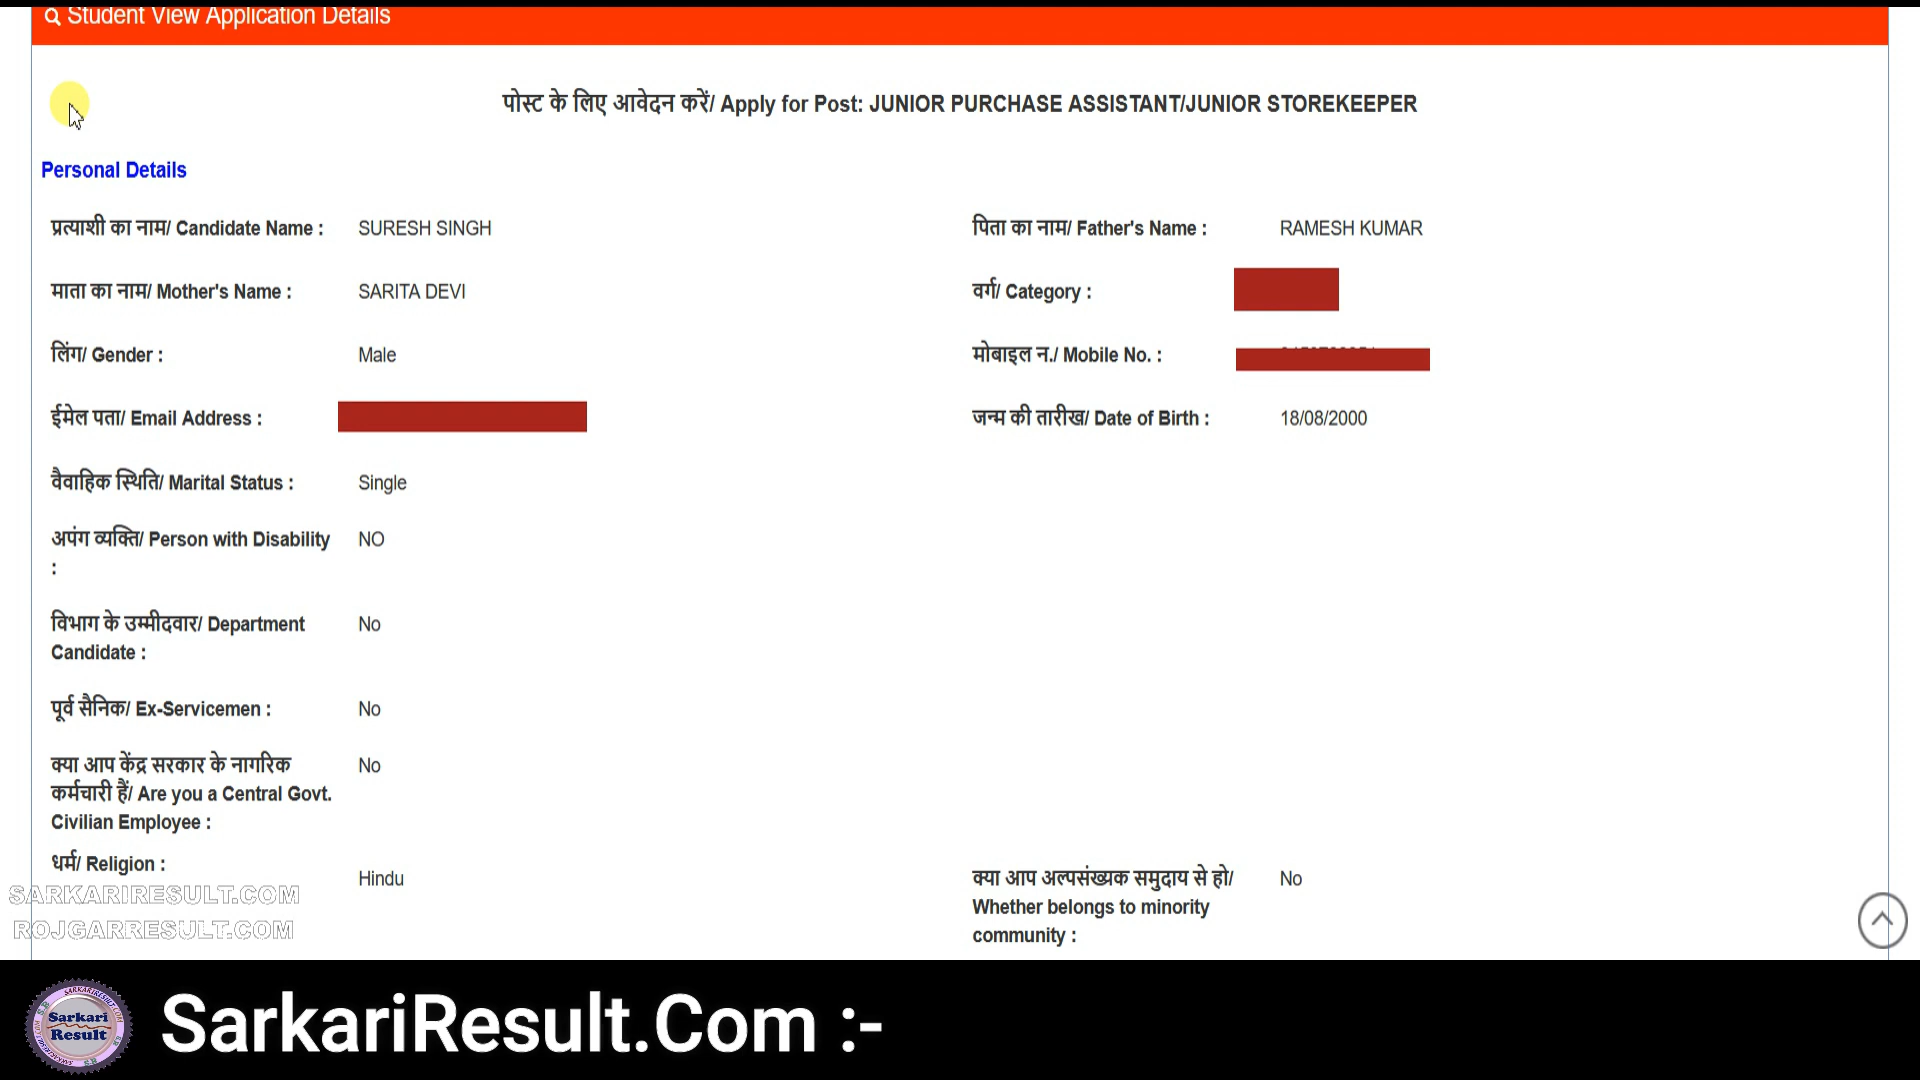 Student View Application Details
पोस्ट के लिए आवेदन करें/ Apply for Post: JUNIOR PURCHASE ASSISTANT/JUNIOR STOREKEEPER
Personal Details
प्रत्याशी का नाम/ Candidate Name : SURESH SINGH
पिता का नाम/ Father's Name : RAMESH KUMAR
माता का नाम/ Mother's Name : SARITA DEVI
वर्ग/ Category :
लिंग/ Gender : Male
मोबाइल न./ Mobile No. :
ईमेल पता/ Email Address :
जन्म की तारीख/ Date of Birth : 18/08/2000
वैवाहिक स्थिति/ Marital Status : Single
अपंग व्यक्ति/ Person with Disability NO
:
विभाग के उम्मीदवार/ Department No
Candidate :
पूर्व सैनिक/ Ex-Servicemen : No
क्या आप केंद्र सरकार के नागरिक No
कर्मचारी हैं/ Are you a Central Govt.
Civilian Employee :
धर्म/ Religion : Hindu
क्या आप अल्पसंख्यक समुदाय से हो/ No
Whether belongs to minority
community :
SARKARIRESULT.COM
ROJGARRESULT.COM
Sarkari
Result
SarkariResult.Com :-